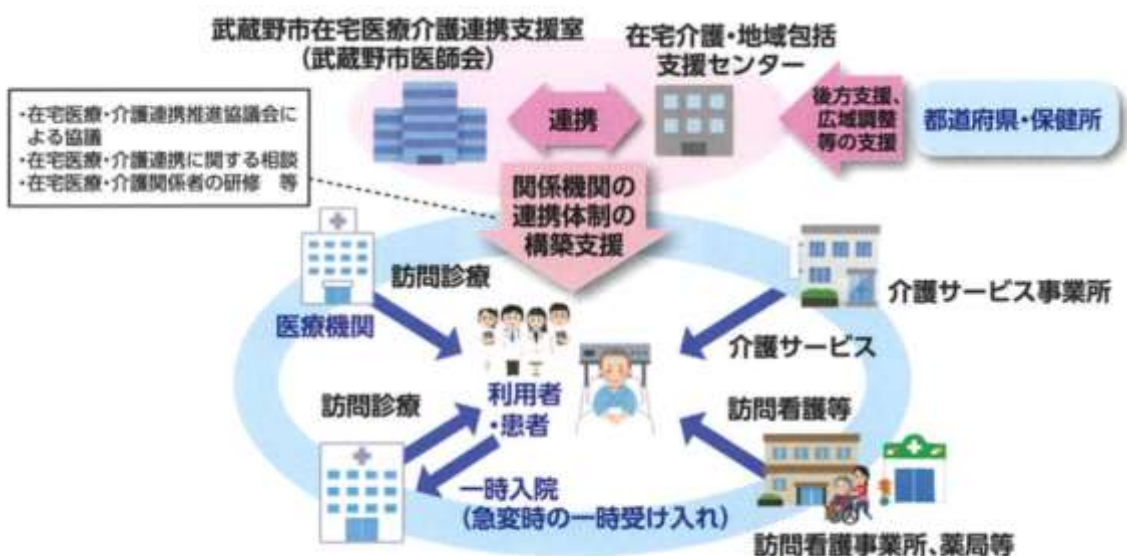 武蔵野市在宅医療介護連携支援室
(武蔵野市医師会)
在宅介護・地域包括
支援センター
連携
後方支援、
広域調整
等の支援
都道府県・保健所
・在宅医療・介護連携推進協議会に
よる協議
・在宅医療・介護連携に関する相談
・在宅医療・介護関係者の研修 等
関係機関の
連携体制の
構築支援
訪問診療
医療機関
介護サービス事業所
介護サービス
訪問診療
利用者
・患者
訪問看護等
一時入院
(急変時の一時受け入れ)
訪問看護事業所、薬局等